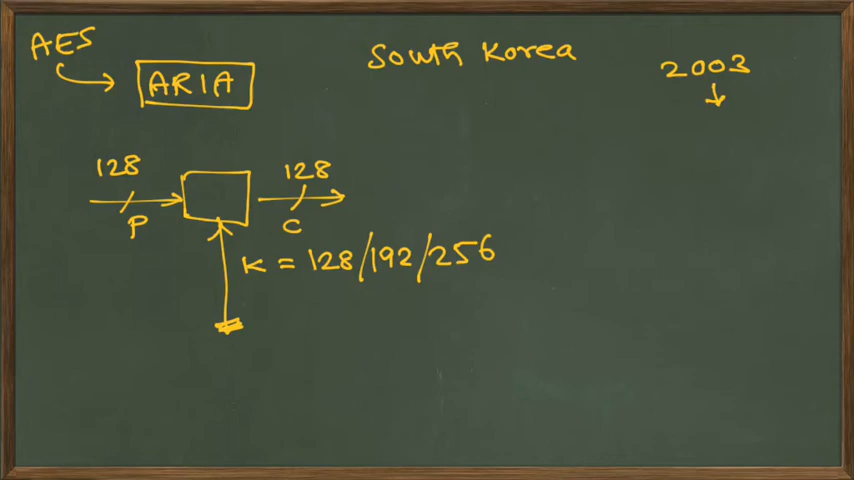 AES
ARIA
South Korea
2003
128
128
P
C
K = 128/192/256